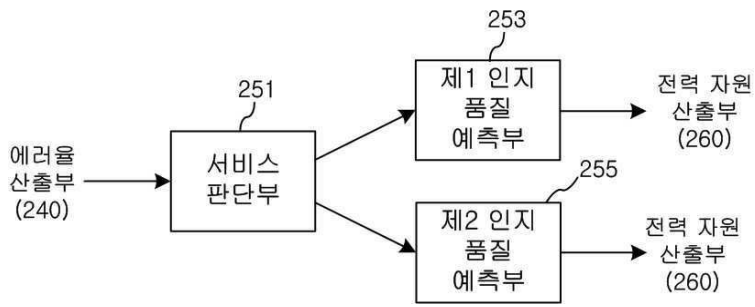 253
제1 인지
품질
예측부
전력 자원
산출부
(260)
251
에러율
산출부
(240)
서비스
판단부
255
제2 인지
품질
예측부
전력 자원
산출부
(260)